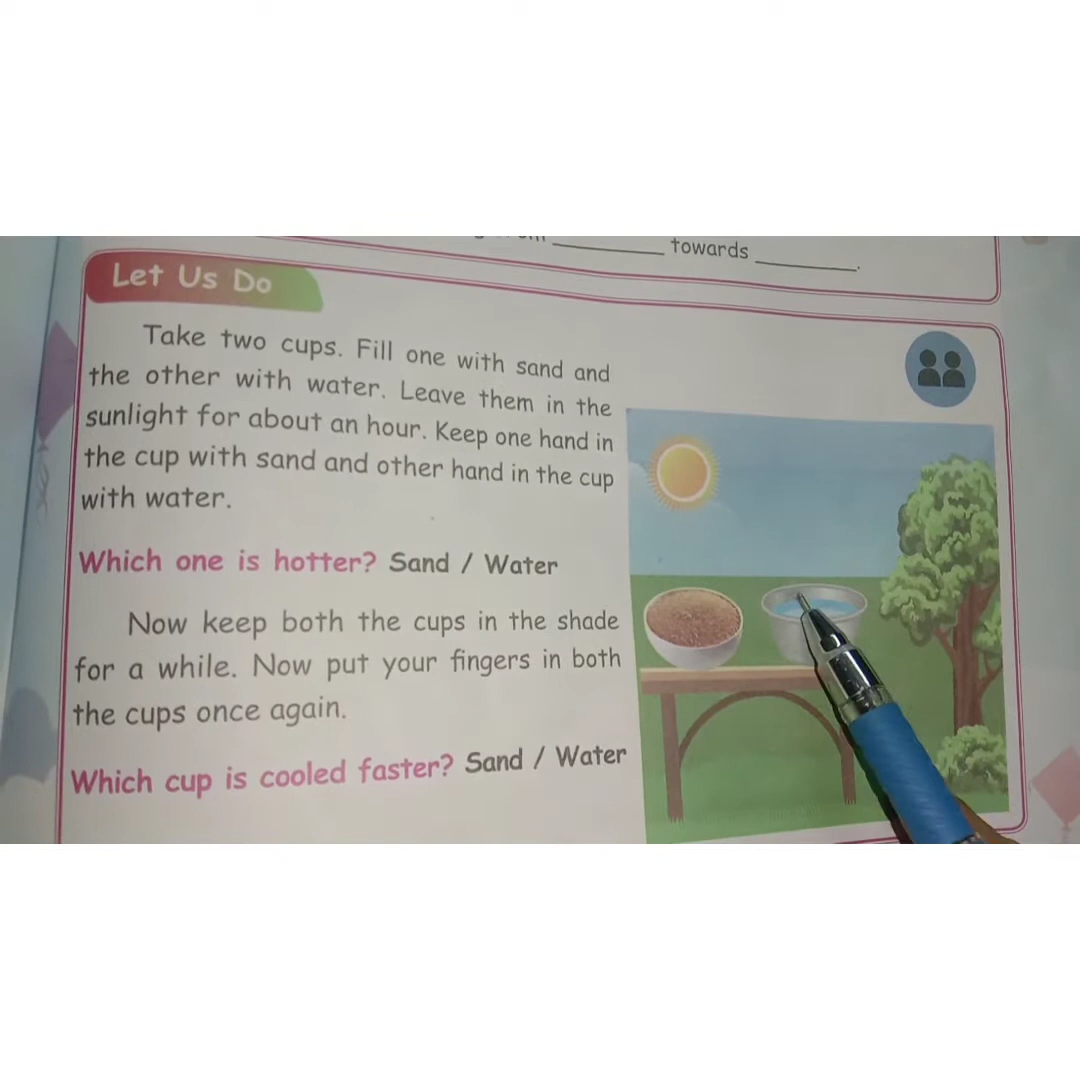 towards
Let Us Do
Take two cups. Fill one with sand and
the other with water. Leave them in the
sunlight for about an hour. Keep one hand in
the cup with sand and other hand in the cup
with water.
Which one is hotter? Sand / Water
Now keep both the cups in the shade
for a while. Now put your fingers in both
the cups once again.
Which cup is cooled faster? Sand / Water